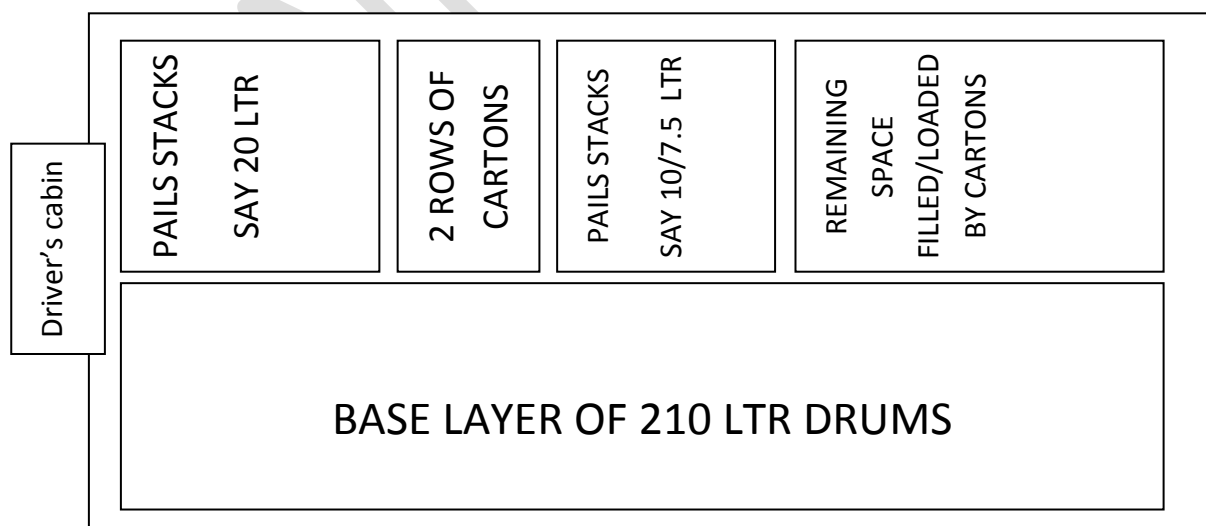 Driver's cabin
PAILS STACKS
SAY 20 LTR
2 ROWS OF
CARTONS
PAILS STACKS
SAY 10/7.5 LTR
REMAINING
SPACE
FILLED/LOADED
BY CARTONS
BASE LAYER OF 210 LTR DRUMS